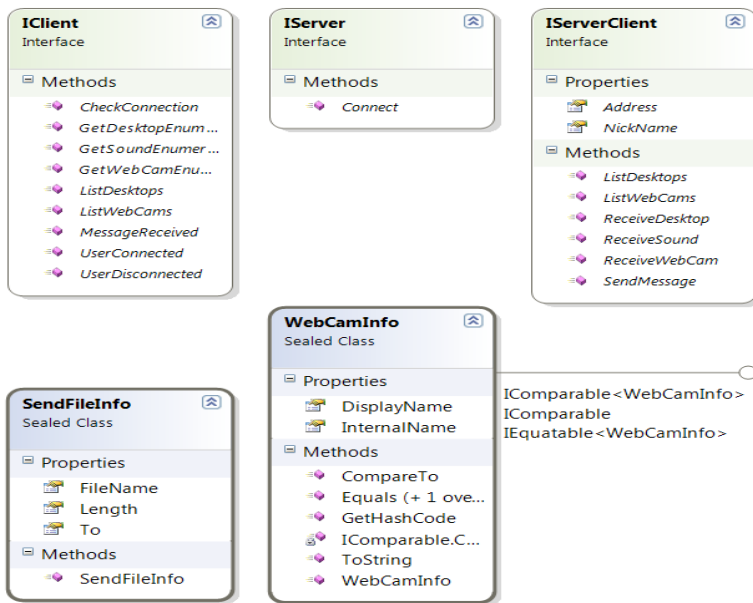 IClient
Interface
Methods
CheckConnection
GetDesktopEnum...
GetSoundEnumer...
GetWebCamEnu...
ListDesktops
ListWebCams
MessageReceived
UserConnected
UserDisconnected
IServer
Interface
Methods
Connect
IServerClient
Interface
Properties
Address
NickName
Methods
ListDesktops
ListWebCams
ReceiveDesktop
ReceiveSound
ReceiveWebCam
SendMessage
SendFileInfo
Sealed Class
Properties
FileName
Length
To
Methods
SendFileInfo
WebCamInfo
Sealed Class
Properties
DisplayName
InternalName
Methods
CompareTo
Equals (+ 1 ove...
GetHashCode
IComparable.C...
ToString
WebCamInfo
IComparable<WebCamInfo>
IComparable
IEquatable<WebCamInfo>